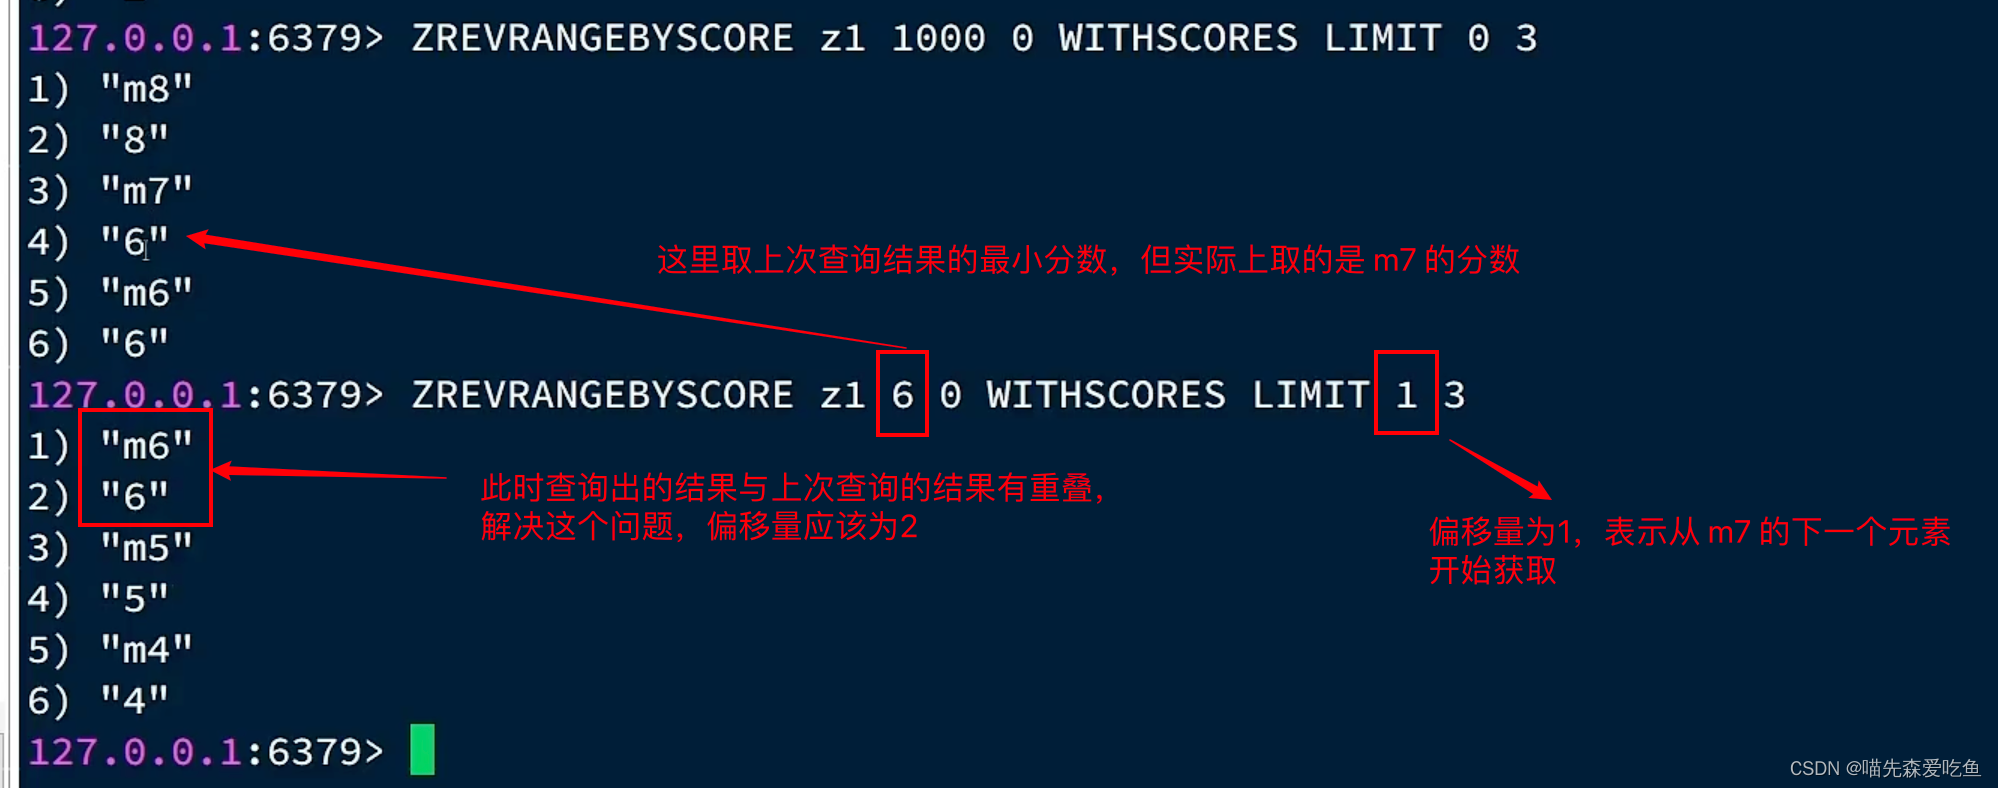 127.0.0.1:6379> ZREVRANGEBYSCORE z1 1000 0 WITHSCORES LIMIT 0 3
1) "m8"
2) "8"
3) "m7"
4) "6"
这里取上次查询结果的最小分数，但实际上取的是 m7 的分数
5) "m6"
6) "6"
127.0.0.1:6379> ZREVRANGEBYSCORE z1 6 0 WITHSCORES LIMIT 1 3
1) "m6"
2) "6"
此时查询出的结果与上次查询的结果有重叠，
解决这个问题，偏移量应该为2
偏移量为1，表示从 m7 的下一个元素
开始获取
3) "m5"
4) "5"
5) "m4"
6) "4"
127.0.0.1:6379>
CSDN @喵先森爱吃鱼